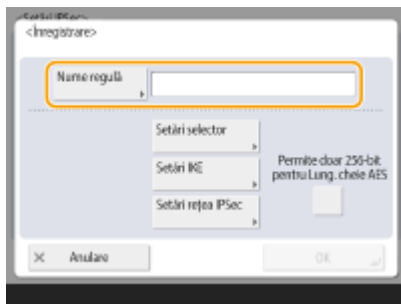 <Setări IPSec>
<Înregistrare>
Nume regulă
Setări selector
Setări IKE
Permite doar 256-bit
pentru Lung. cheie AES
Setări rețea IPSec
Anulare
OK